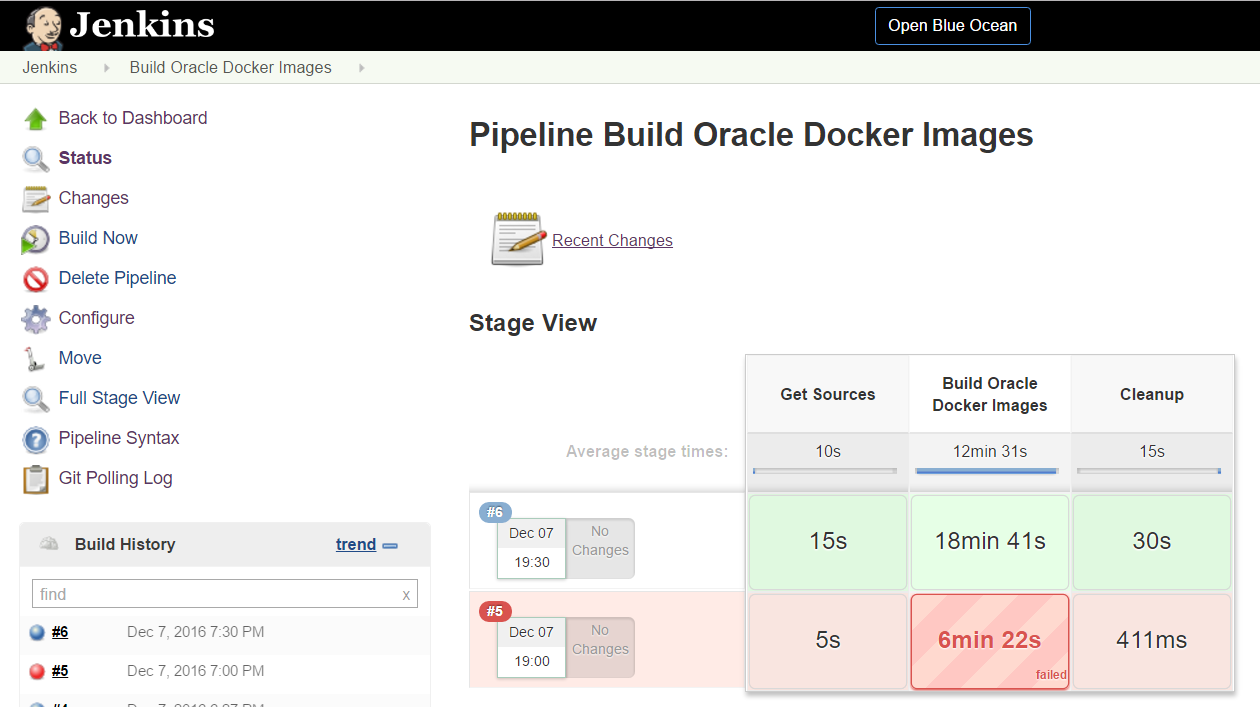 Jenkins
Open Blue Ocean
Jenkins
Build Oracle Docker Images
Back to Dashboard
Status
Changes
Build Now
Delete Pipeline
Configure
Move
Full Stage View
Pipeline Syntax
Git Polling Log
Build History
trend
find
x
#6
Dec 7, 2016 7:30 PM
#5
Dec 7, 2016 7:00 PM
Pipeline Build Oracle Docker Images
Recent Changes
Stage View
Get Sources
Build Oracle
Docker Images
Cleanup
Average stage times:
10s
12min 31s
15s
#6
Dec 07
19:30
No
Changes
15s
18min 41s
30s
#5
Dec 07
19:00
No
Changes
5s
6min 22s
failed
411ms